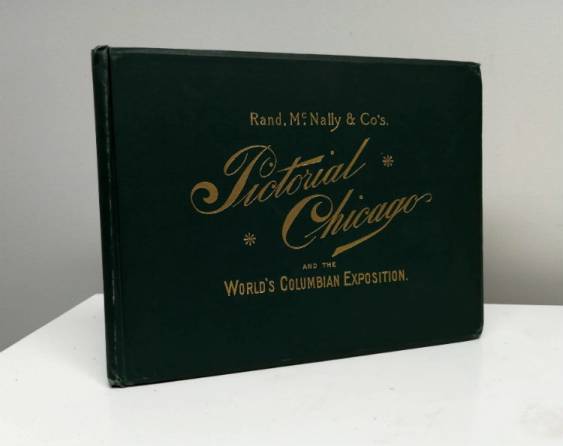 Rand, McNally & Co's.
Pictorial
Chicago
AND THE
WORLD'S COLUMBIAN EXPOSITION.